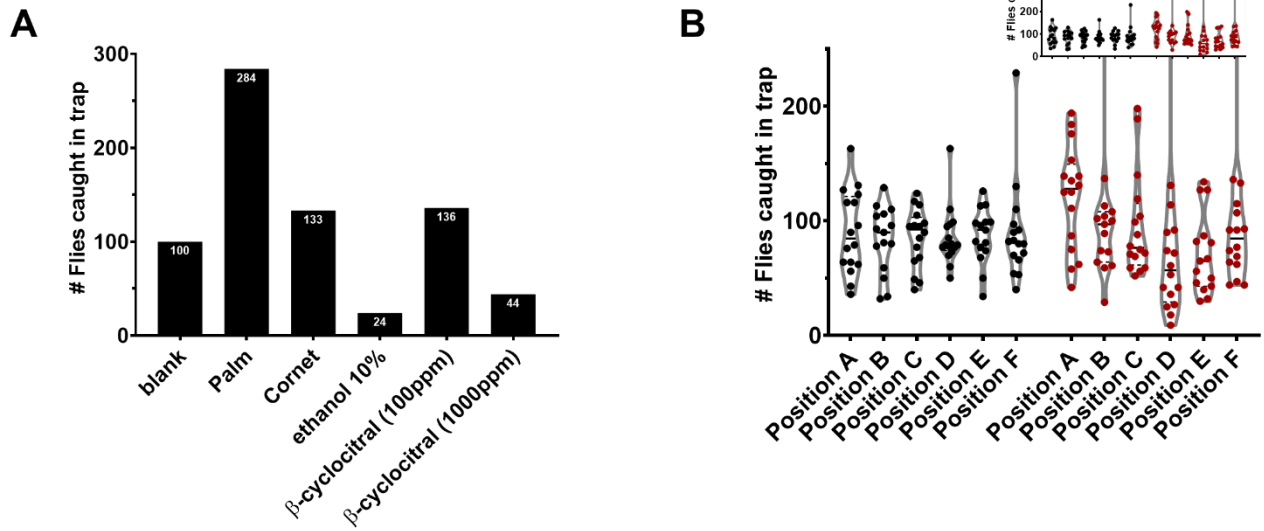 A
# Flies caught in trap
300
200
100
0
100
284
133
24
136
44
blank
Palm
Cornet
ethanol 10%
β-cyclocitral (100ppm)
β-cyclocitral (1000ppm)
B
# Flies c
200
100
0
# Flies caught in trap
200
100
0
Position A
Position B
Position C
Position D
Position E
Position F
Position A
Position B
Position C
Position D
Position E
Position F